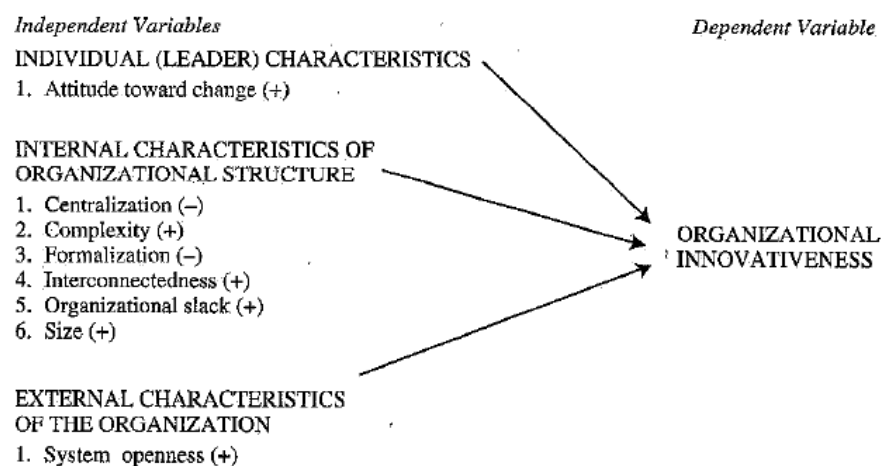 Independent Variables
Dependent Variable
INDIVIDUAL (LEADER) CHARACTERISTICS
1. Attitude toward change (+)
INTERNAL CHARACTERISTICS OF
ORGANIZATIONAL STRUCTURE
1. Centralization (–)
2. Complexity (+)
3. Formalization (–)
4. Interconnectedness (+)
5. Organizational slack (+)
6. Size (+)
ORGANIZATIONAL
INNOVATIVENESS
EXTERNAL CHARACTERISTICS
OF THE ORGANIZATION
1. System openness (+)